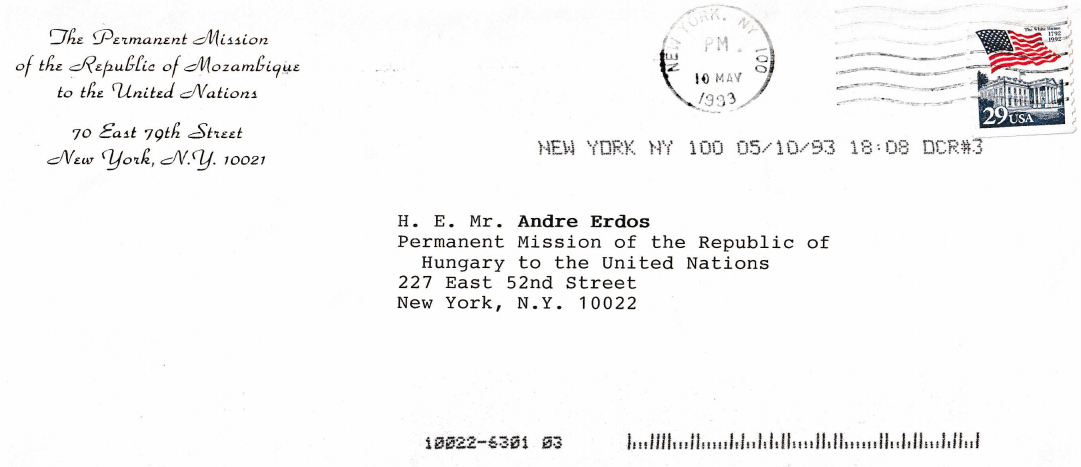 The Permanent Mission
of the Republic of Mozambique
to the United Nations
70 East 79th Street
New York, N.Y. 10021
NEW YORK, NY 100
PM
10 MAY
1993
The White House
1792
1992
29USA
NEW YORK NY 100 05/10/93 18:08 OCR#3
H. E. Mr. Andre Erdos
Permanent Mission of the Republic of
Hungary to the United Nations
227 East 52nd Street
New York, N.Y. 10022
10022-6301 03